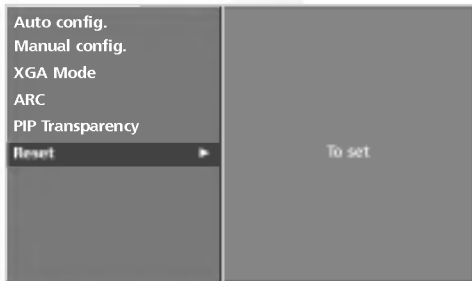 Auto config.
Manual config.
XGA Mode
ARC
PIP Transparency
Reset
To set